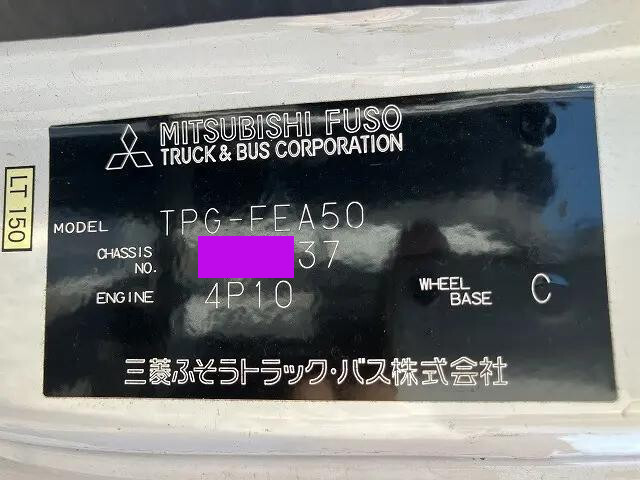 MITSUBISHI FUSO
TRUCK & BUS CORPORATION
LT 150
MODEL TPG-FEA50
CHASSIS NO. 37
ENGINE 4P10
WHEEL BASE C
三菱ふそうトラック・バス株式会社